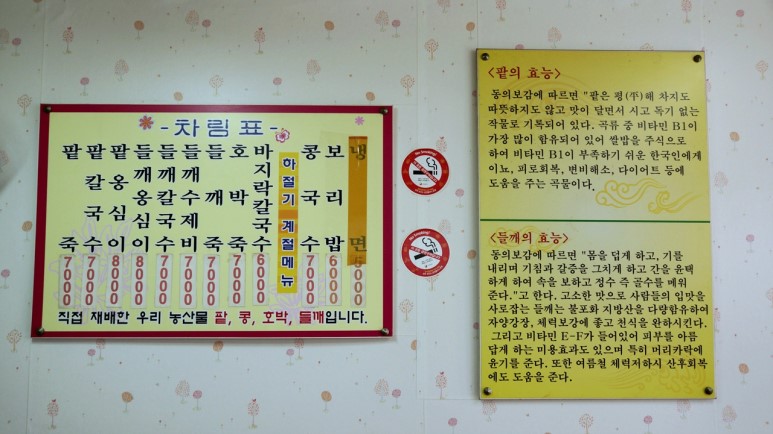 -차림표-
팥죽 7000
팥칼국수 7000
팥옹심이 8000
들깨옹심이 8000
들깨칼국수 7000
들깨수제비 7000
들깨죽 7000
호박죽 7000
바지락칼국수 6000
하절기 계절메뉴
콩국수 7000
보리밥 6000
냉면
직접 재배한 우리 농산물 팥, 콩, 호박, 들깨입니다.
<팥의 효능>
동의보감에 따르면 "팥은 평(平)해 차지도
따뜻하지도 않고 맛이 달면서 시고 독기 없는
작물로 기록되어 있다. 곡류 중 비타민 B1이
가장 많이 함유되어 있어 쌀밥을 주식으로
하여 비타민 B1이 부족하기 쉬운 한국인에게
이뇨, 피로회복, 변비해소, 다이어트 등에
도움을 주는 곡물이다.
<들깨의 효능>
동의보감에 따르면 "몸을 덥게 하고, 기를
내리며 기침과 갈증을 그치게 하고 간을 윤택
하게 하여 속을 보하고 정수 즉 골수를 메워
준다."고 한다. 고소한 맛으로 사람들의 입맛을
사로잡는 들깨는 불포화 지방산을 다량함유하여
자양강장, 체력보강에 좋고 천식을 완하시킨다.
그리고 비타민 E-F가 들어있어 피부를 아름
답게 하는 미용효과도 있으며 특히 머리카락에
윤기를 준다. 또한 여름철 체력저하시 산후회복
에도 도움을 준다.